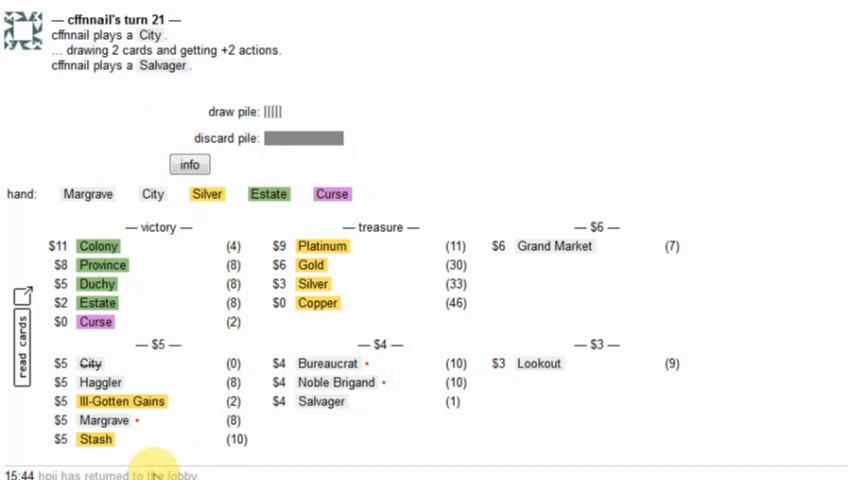 — cffnnail's turn 21 —
cffnnail plays a City.
... drawing 2 cards and getting +2 actions.
cffnnail plays a Salvager.
draw pile:
discard pile:
info
hand: Margrave City Silver Estate Curse
— victory — — treasure — — $6 —
$11 Colony (4) $9 Platinum (11) $6 Grand Market (7)
$8 Province (8) $6 Gold (30)
$5 Duchy (8) $3 Silver (33)
$2 Estate (8) $0 Copper (46)
$0 Curse (2)
read cards
— $5 — — $4 — — $3 —
$5 City (0) $4 Bureaucrat (10) $3 Lookout (9)
$5 Haggler (8) $4 Noble Brigand (10)
$5 Ill-Gotten Gains (2) $4 Salvager (1)
$5 Margrave (8)
$5 Stash (10)
15:44 hpii has returned to the lobby.